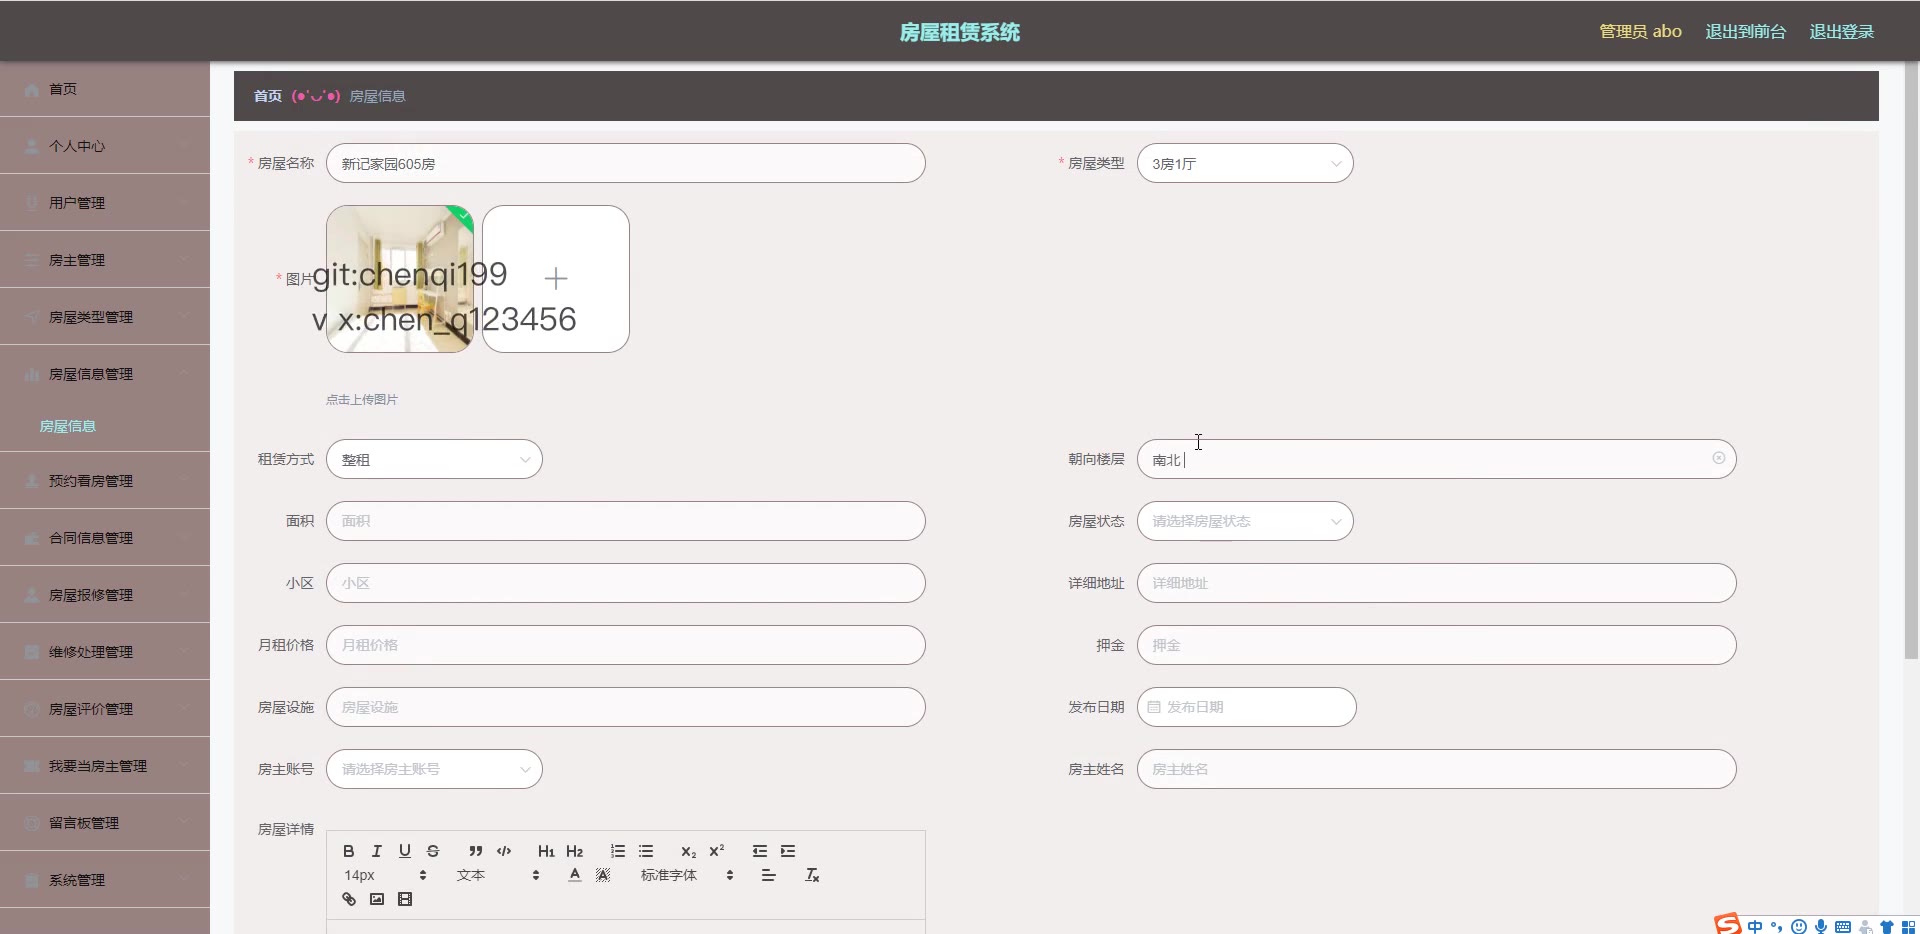 房屋租赁系统
管理员 abo
退出到前台
退出登录
首页
个人中心
用户管理
房主管理
房屋类型管理
房屋信息管理
房屋信息
预约看房管理
合同信息管理
房屋报修管理
维修处理管理
房屋评价管理
我要当房主管理
留言板管理
系统管理
首页 (●'◡'●) 房屋信息
* 房屋名称 新记家园605房
* 房屋类型 3房1厅
* 图片
git:chenqi199
v x:chen_q123456
点击上传图片
租赁方式 整租
朝向楼层 南北
面积 面积
房屋状态 请选择房屋状态
小区 小区
详细地址 详细地址
月租价格 月租价格
押金 押金
房屋设施 房屋设施
发布日期 发布日期
房主账号 请选择房主账号
房主姓名 房主姓名
房屋详情
B I U S ” </> H1 H2 x₂ x²
14px 文本 A A 标准字体 Tx
S 中